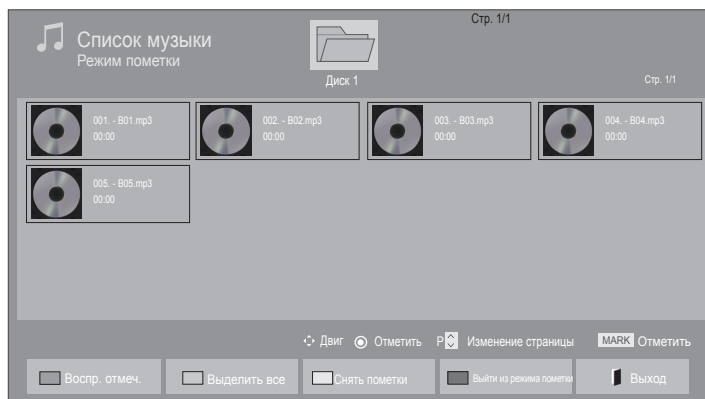 Стр. 1/1
Список музыки
Режим пометки
Диск 1
Стр. 1/1
001. - B01.mp3
00:00
002. - B02.mp3
00:00
003. - B03.mp3
00:00
004. - B04.mp3
00:00
005. - B05.mp3
00:00
Двиг Отметить P Изменение страницы MARK Отметить
Воспр. отмеч. Выделить все Снять пометки Выйти из режима пометки Выход